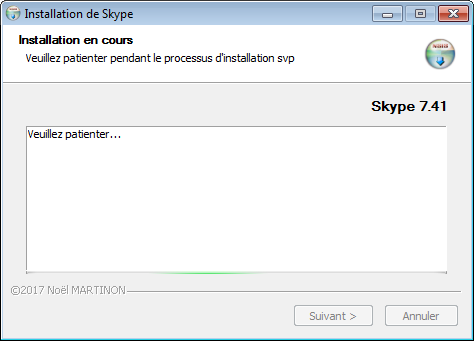 Installation de Skype
Installation en cours
Veuillez patienter pendant le processus d'installation svp
Skype 7.41
Veuillez patienter...
©2017 Noël MARTINON
Suivant >
Annuler